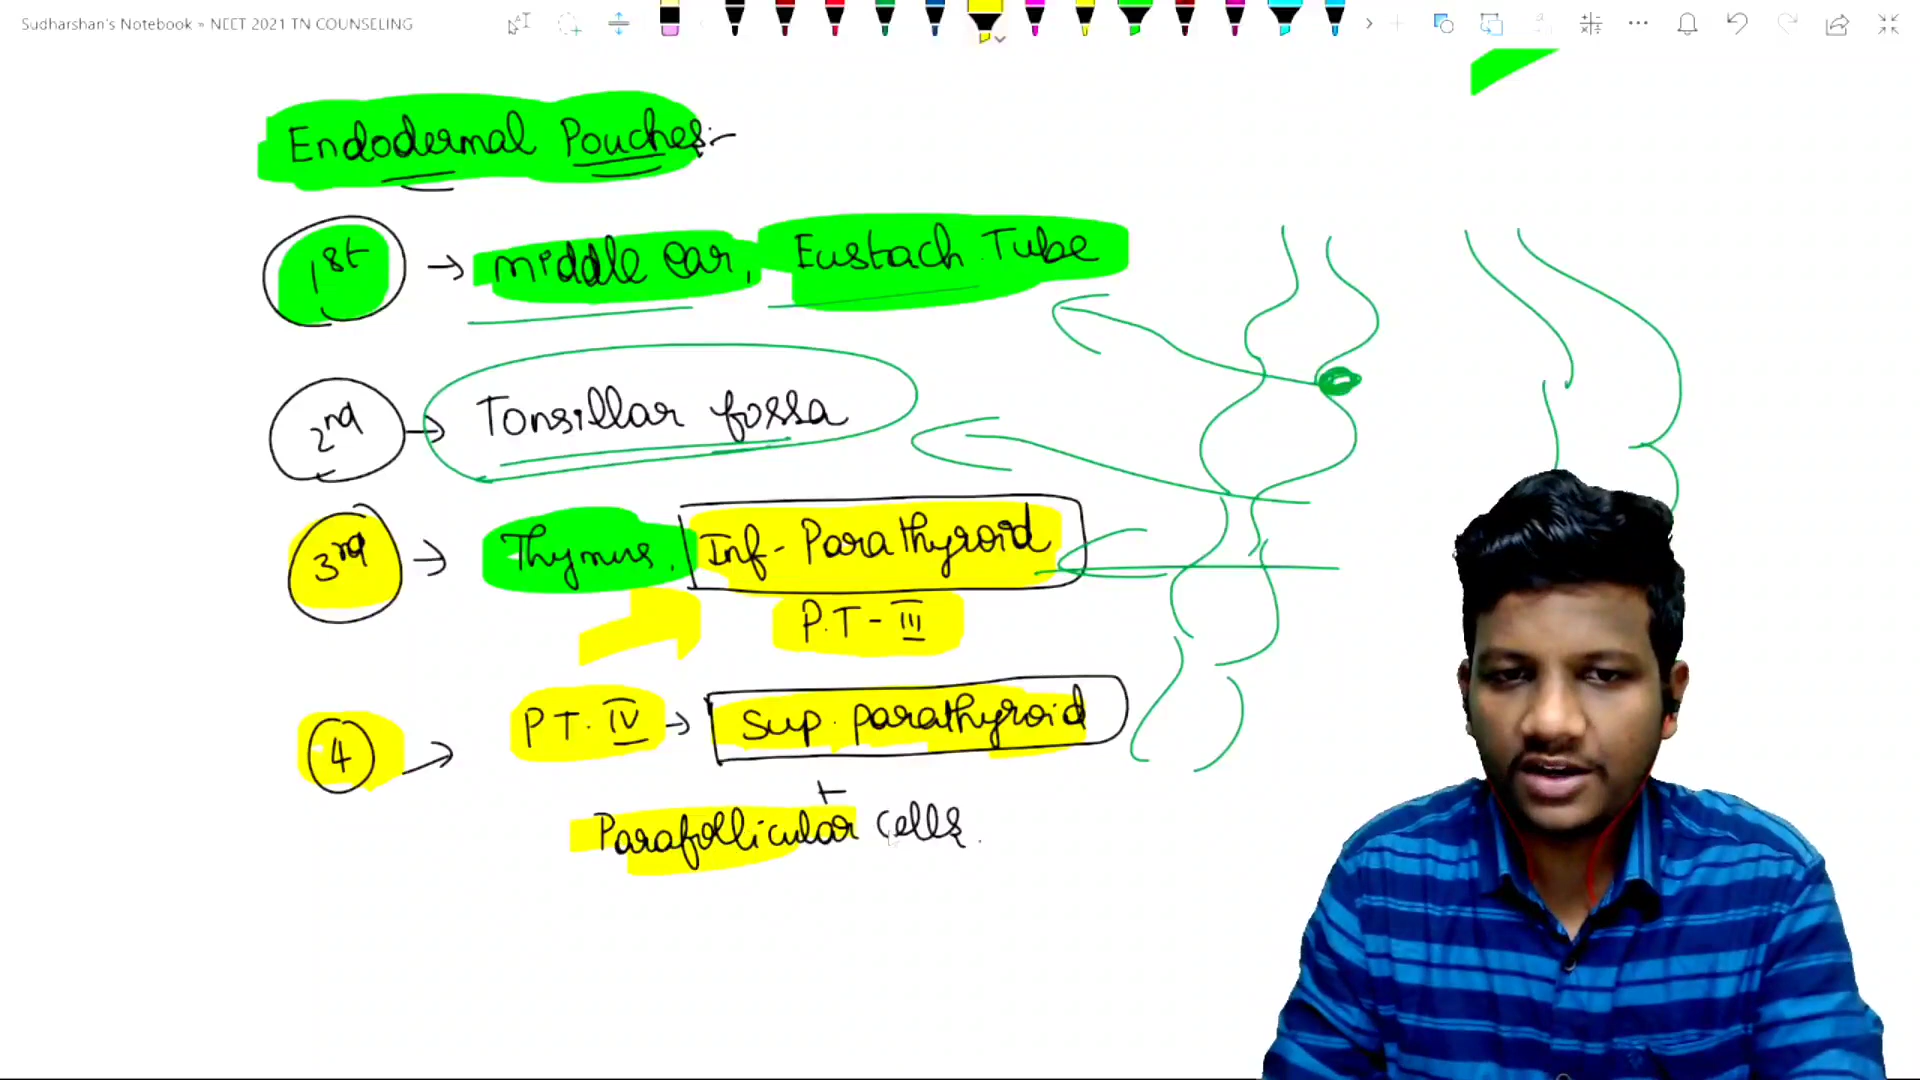 Sudharshan's Notebook » NEET 2021 TN COUNSELING
Endodermal Pouches:-
1st → middle ear, Eustach. Tube
2nd → Tonsillar fossa
3rd → Thymus, Inf- Parathyroid
P.T - III
4 → P T. IV → Sup. parathyroid
+
Parafollicular cells.